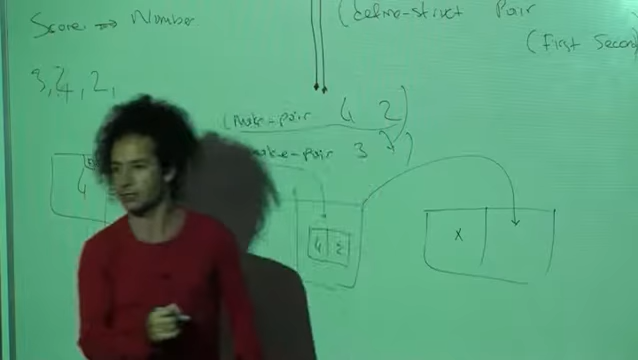 Score → Number
(define-struct Pair
(First Second
3, 2, 2,
4
(make-pair 4 2)
make-pair 3 )
4
4 2
x